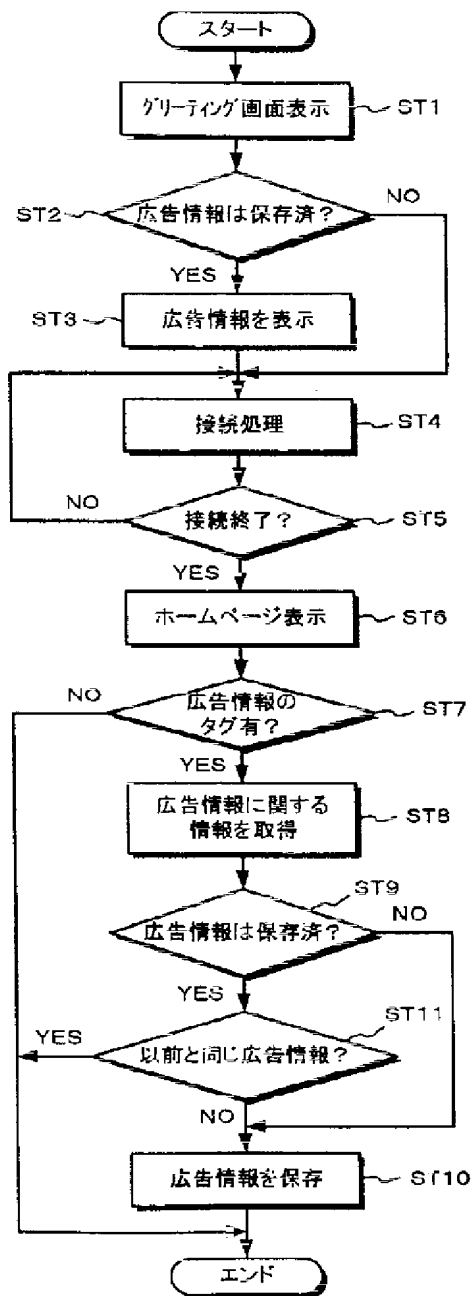 スタート
グリーティング画面表示
ST1
ST2
広告情報は保存済?
NO
YES
ST3
広告情報を表示
接続処理
ST4
NO
接続終了?
ST5
YES
ホームページ表示
ST6
NO
広告情報の
タグ有?
ST7
YES
広告情報に関する
情報を取得
ST8
ST9
広告情報は保存済?
NO
YES
ST11
YES
以前と同じ広告情報?
NO
広告情報を保存
ST10
エンド